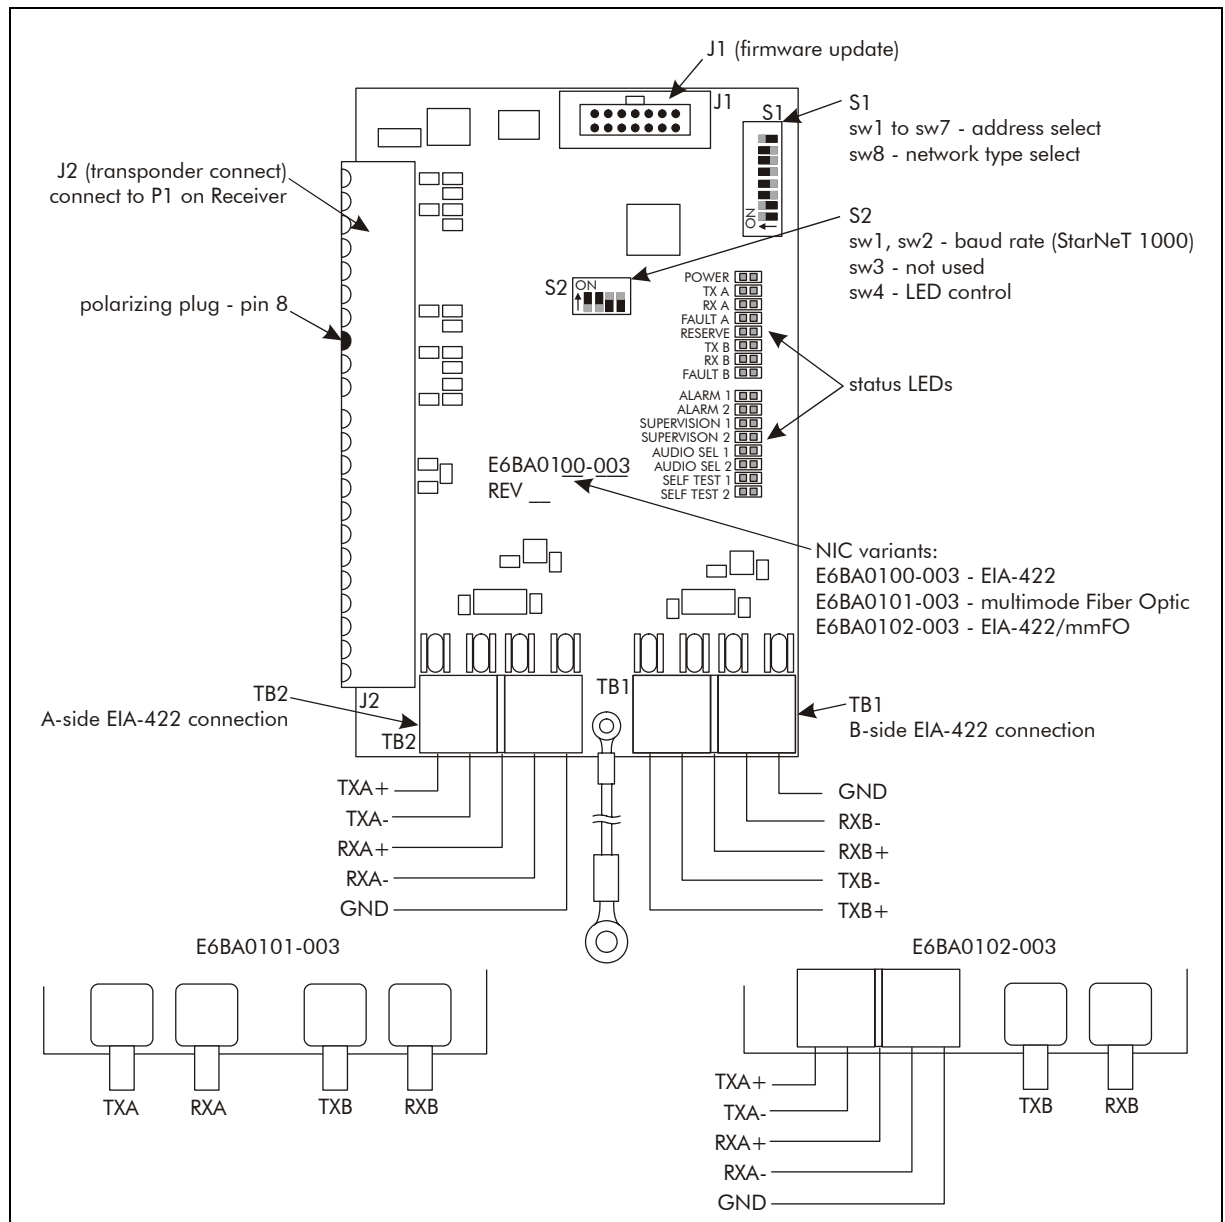 J1 (firmware update)
J1
S1
S1
sw1 to sw7 - address select
sw8 - network type select
ON
J2 (transponder connect)
connect to P1 on Receiver
S2
sw1, sw2 - baud rate (StarNeT 1000)
sw3 - not used
sw4 - LED control
S2
ON
polarizing plug - pin 8
POWER
TX A
RX A
FAULT A
RESERVE
TX B
RX B
FAULT B
status LEDs
ALARM 1
ALARM 2
SUPERVISION 1
SUPERVISON 2
AUDIO SEL 1
AUDIO SEL 2
SELF TEST 1
SELF TEST 2
E6BA0100-003
REV __
NIC variants:
E6BA0100-003 - EIA-422
E6BA0101-003 - multimode Fiber Optic
E6BA0102-003 - EIA-422/mmFO
TB2
A-side EIA-422 connection
J2
TB2
TB1
TB1
B-side EIA-422 connection
TXA+
TXA-
RXA+
RXA-
GND
GND
RXB-
RXB+
TXB-
TXB+
E6BA0101-003
TXA
RXA
TXB
RXB
E6BA0102-003
TXA+
TXA-
RXA+
RXA-
GND
TXB
RXB